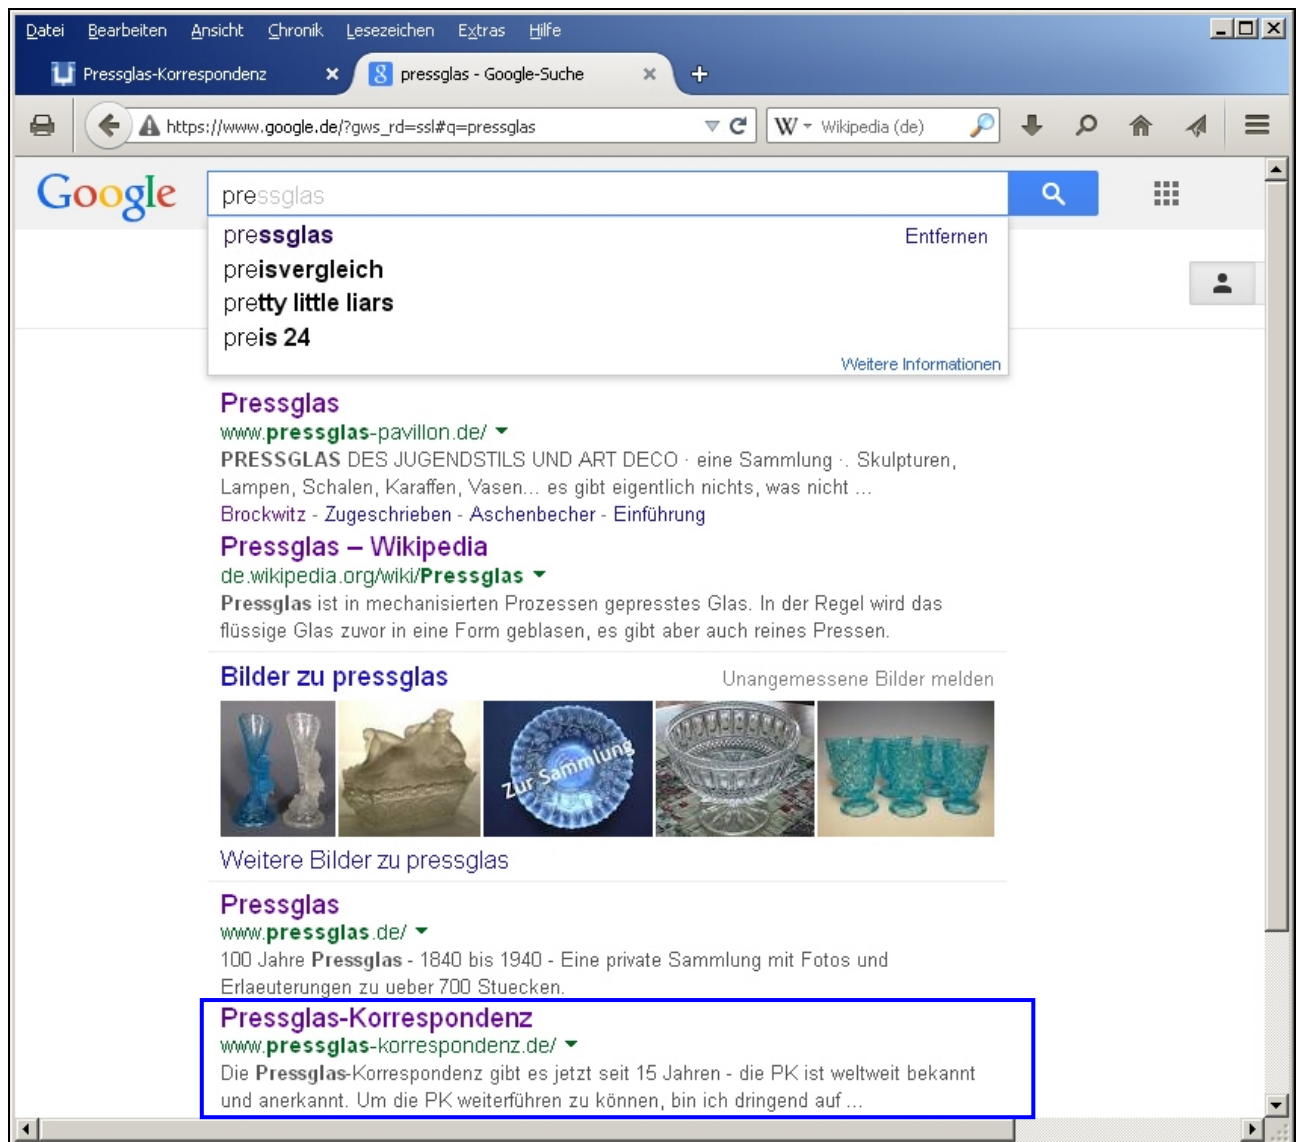 Datei Bearbeiten Ansicht Chronik Lesezeichen Extras Hilfe
Pressglas-Korrespondenz pressglas - Google-Suche
https://www.google.de/?gws_rd=ssl#q=pressglas W Wikipedia (de)
Google pressglas
pressglas Entfernen
preisvergleich
pretty little liars
preis 24
Weitere Informationen
Pressglas
www.pressglas-pavillon.de/
PRESSGLAS DES JUGENDSTILS UND ART DECO · eine Sammlung ·. Skulpturen,
Lampen, Schalen, Karaffen, Vasen... es gibt eigentlich nichts, was nicht ...
Brockwitz - Zugeschrieben - Aschenbecher - Einführung
Pressglas – Wikipedia
de.wikipedia.org/wiki/Pressglas
Pressglas ist in mechanisierten Prozessen gepresstes Glas. In der Regel wird das
flüssige Glas zuvor in eine Form geblasen, es gibt aber auch reines Pressen.
Bilder zu pressglas Unangemessene Bilder melden
Zur Sammlung
Weitere Bilder zu pressglas
Pressglas
www.pressglas.de/
100 Jahre Pressglas - 1840 bis 1940 - Eine private Sammlung mit Fotos und
Erlaeuterungen zu ueber 700 Stuecken.
Pressglas-Korrespondenz
www.pressglas-korrespondenz.de/
Die Pressglas-Korrespondenz gibt es jetzt seit 15 Jahren - die PK ist weltweit bekannt
und anerkannt. Um die PK weiterführen zu können, bin ich dringend auf ...